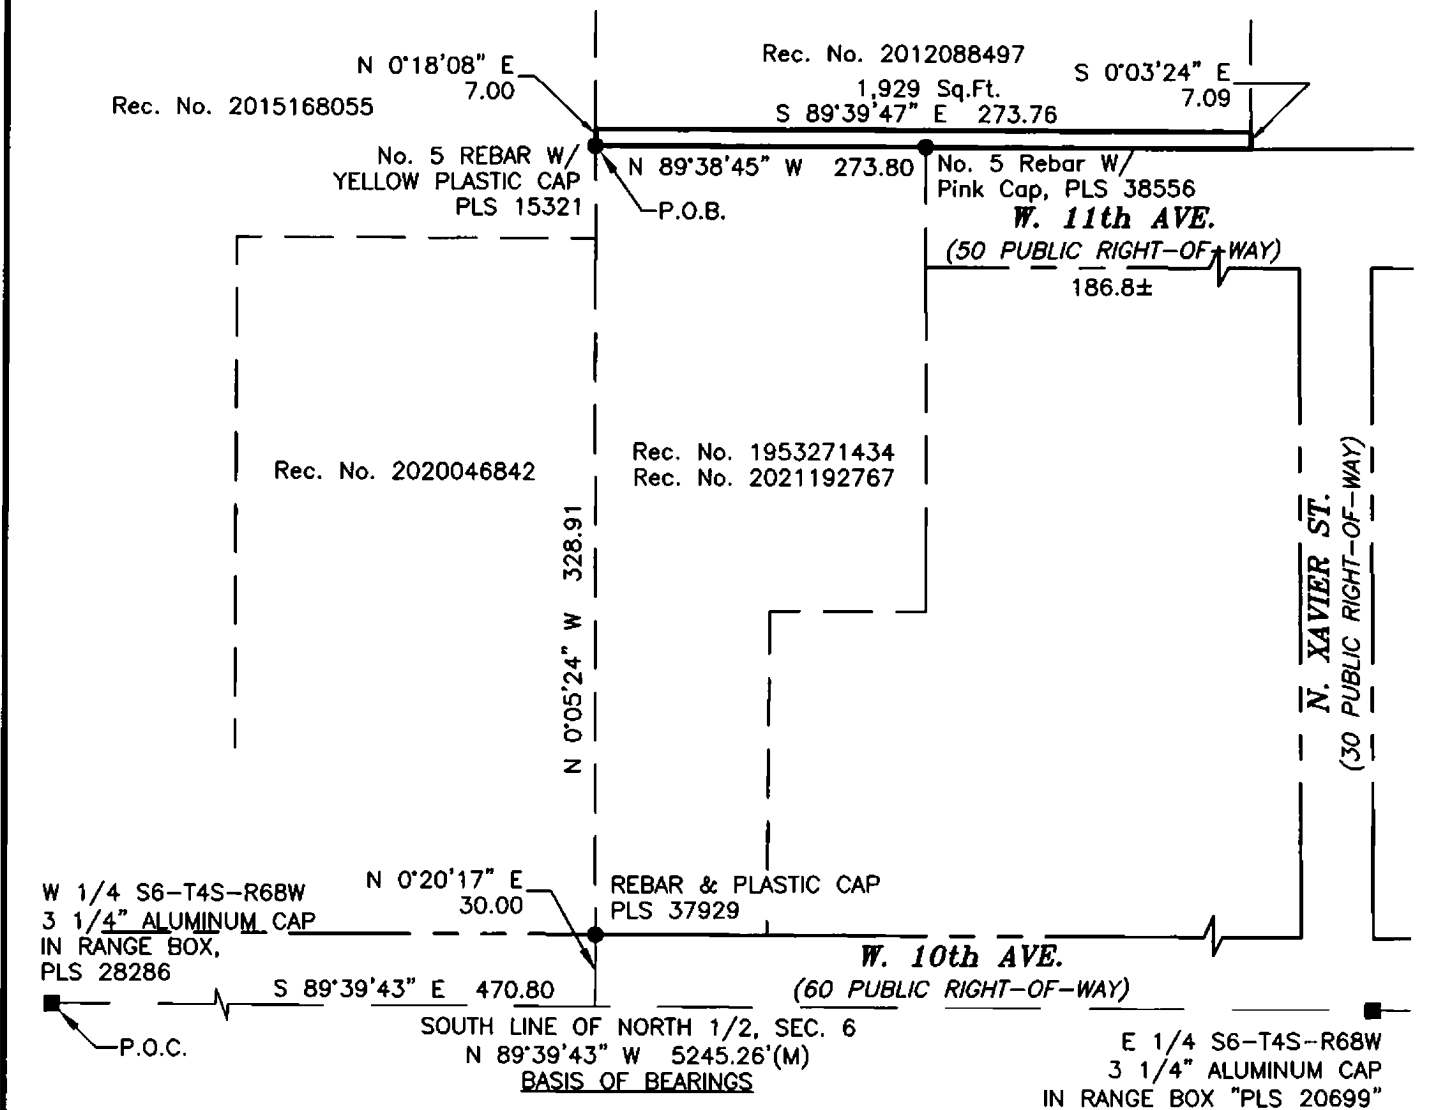 Rec. No. 2012088497
1,929 Sq.Ft.
S 89°39'47" E 273.76
N 0°18'08" E
7.00
S 0°03'24" E
7.09
Rec. No. 2015168055
No. 5 REBAR W/
YELLOW PLASTIC CAP
PLS 15321
P.O.B.
N 89°38'45" W 273.80
No. 5 Rebar W/
Pink Cap, PLS 38556
W. 11th AVE.
(50 PUBLIC RIGHT-OF-WAY)
186.8±
Rec. No. 2020046842
Rec. No. 1953271434
Rec. No. 2021192767
N 0°05'24" W 328.91
N. XAVIER ST.
(30 PUBLIC RIGHT-OF-WAY)
W 1/4 S6-T4S-R68W
3 1/4" ALUMINUM CAP
IN RANGE BOX,
PLS 28286
N 0°20'17" E
30.00
REBAR & PLASTIC CAP
PLS 37929
W. 10th AVE.
(60 PUBLIC RIGHT-OF-WAY)
S 89°39'43" E 470.80
P.O.C.
SOUTH LINE OF NORTH 1/2, SEC. 6
N 89°39'43" W 5245.26'(M)
BASIS OF BEARINGS
E 1/4 S6-T4S-R68W
3 1/4" ALUMINUM CAP
IN RANGE BOX "PLS 20699"